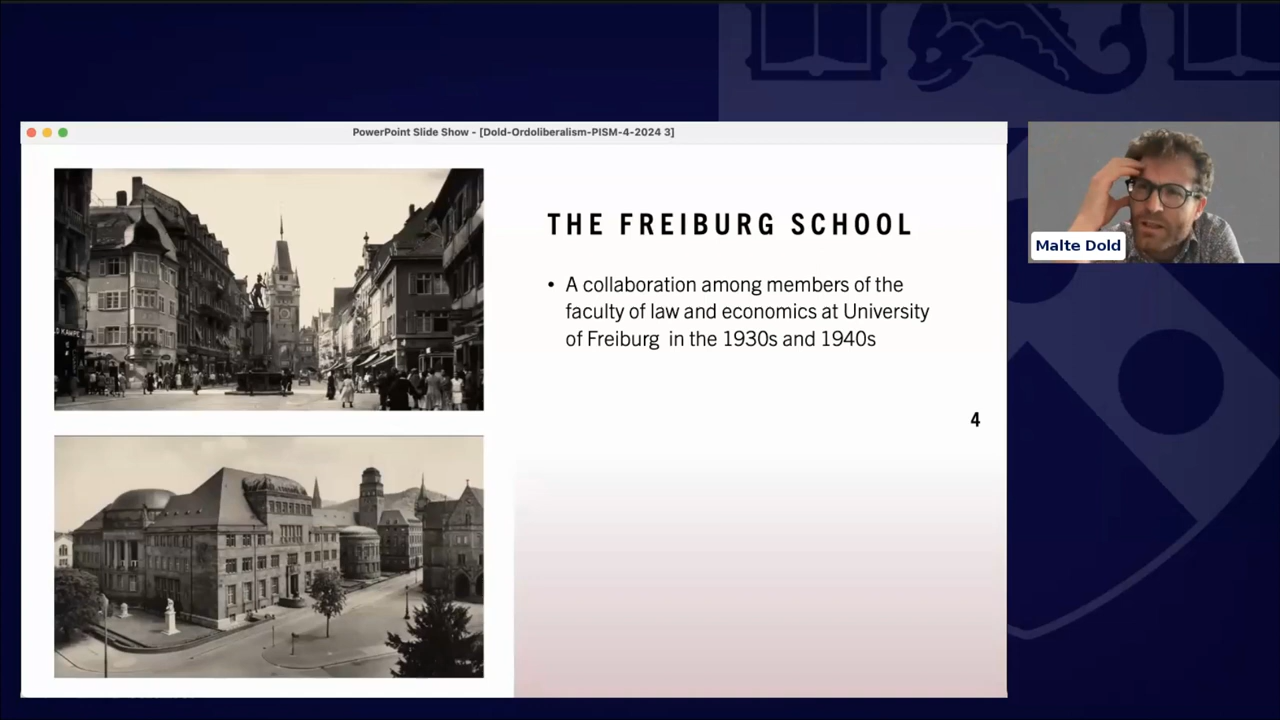 PowerPoint Slide Show - [Dold-Ordoliberalism-PISM-4-2024 3]
THE FREIBURG SCHOOL
• A collaboration among members of the
faculty of law and economics at University
of Freiburg in the 1930s and 1940s
4
Malte Dold